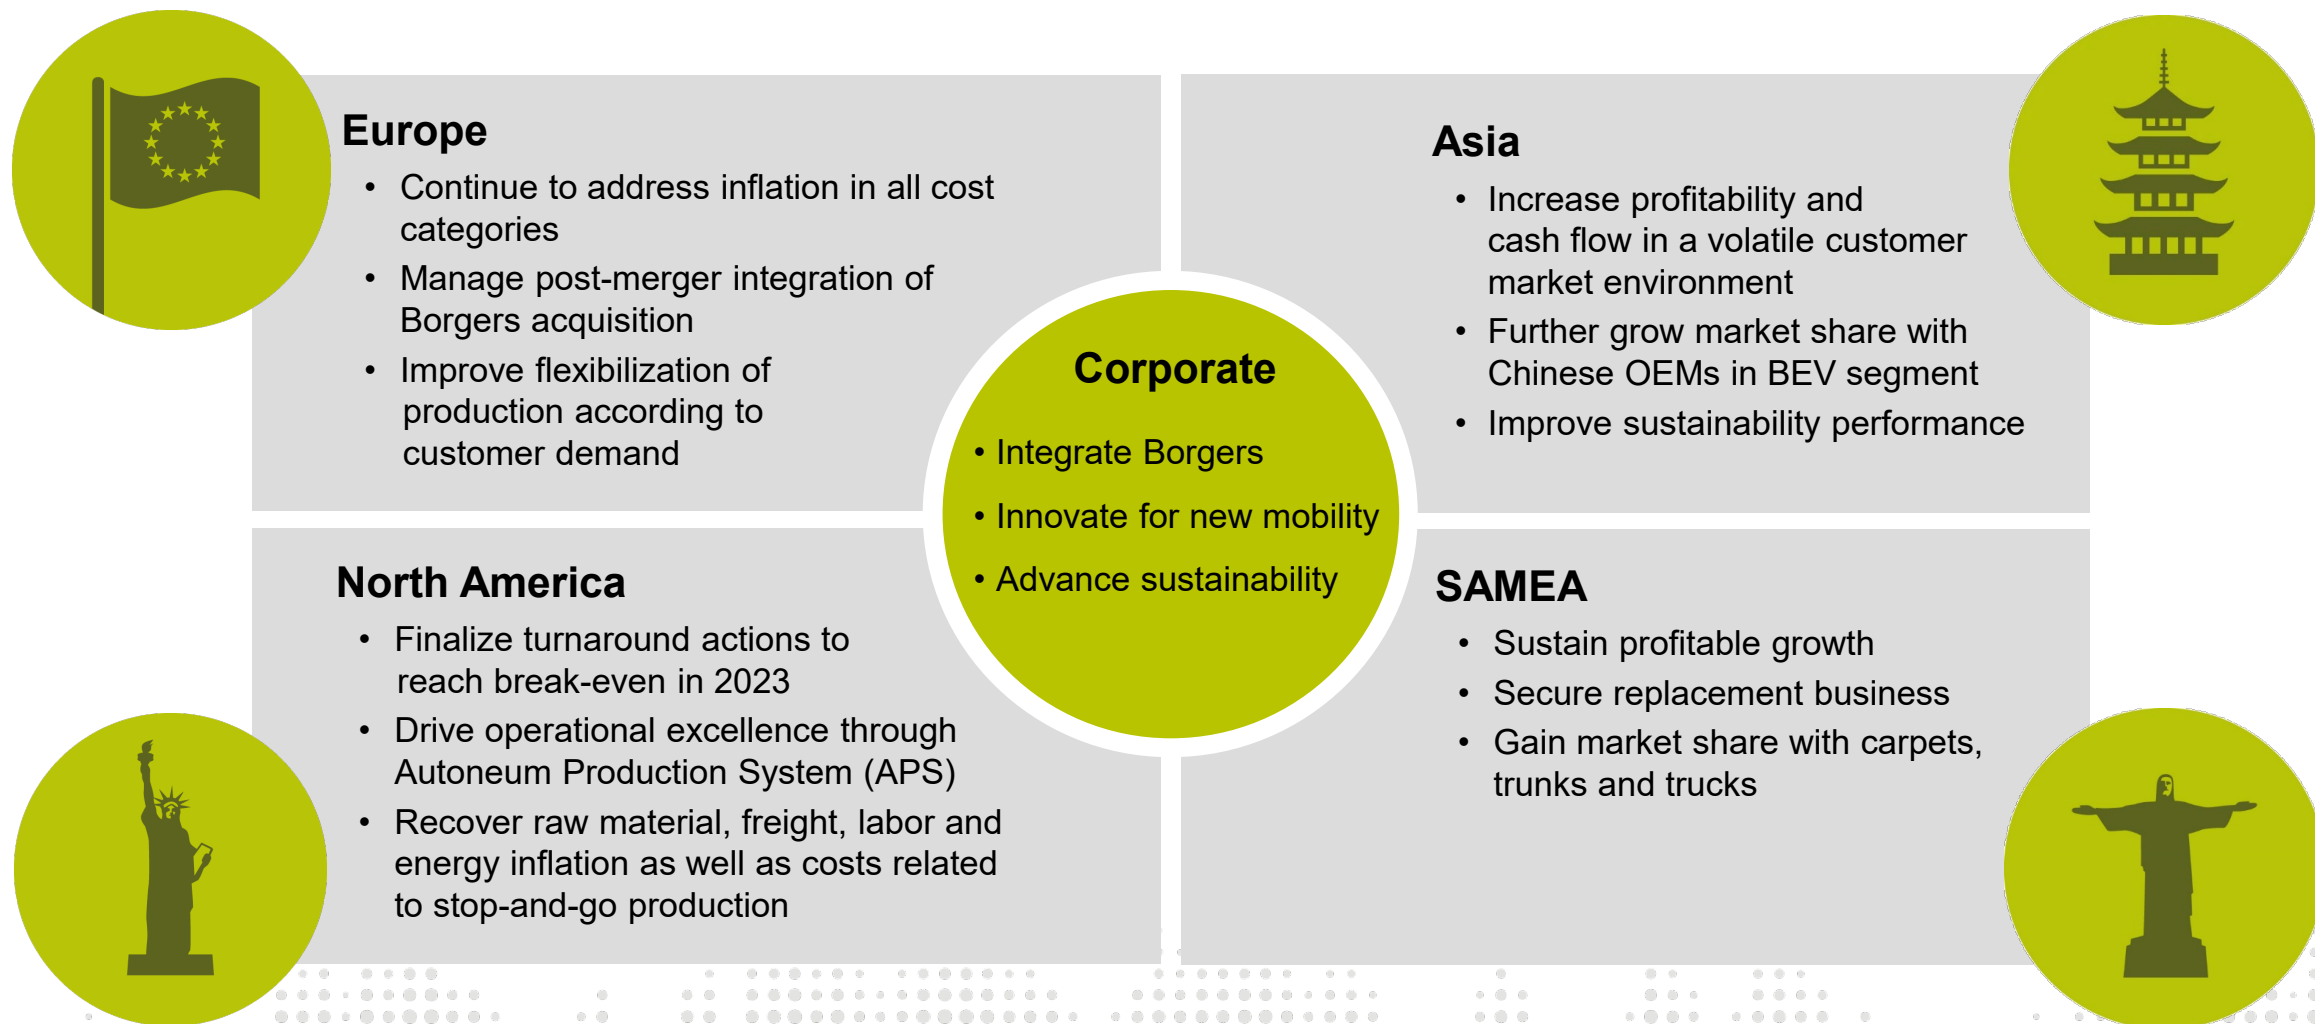 Europe
• Continue to address inflation in all cost
categories
• Manage post-merger integration of
Borgers acquisition
• Improve flexibilization of
production according to
customer demand
Asia
• Increase profitability and
cash flow in a volatile customer
market environment
• Further grow market share with
Chinese OEMs in BEV segment
• Improve sustainability performance
Corporate
• Integrate Borgers
• Innovate for new mobility
• Advance sustainability
North America
• Finalize turnaround actions to
reach break-even in 2023
• Drive operational excellence through
Autoneum Production System (APS)
• Recover raw material, freight, labor and
energy inflation as well as costs related
to stop-and-go production
SAMEA
• Sustain profitable growth
• Secure replacement business
• Gain market share with carpets,
trunks and trucks